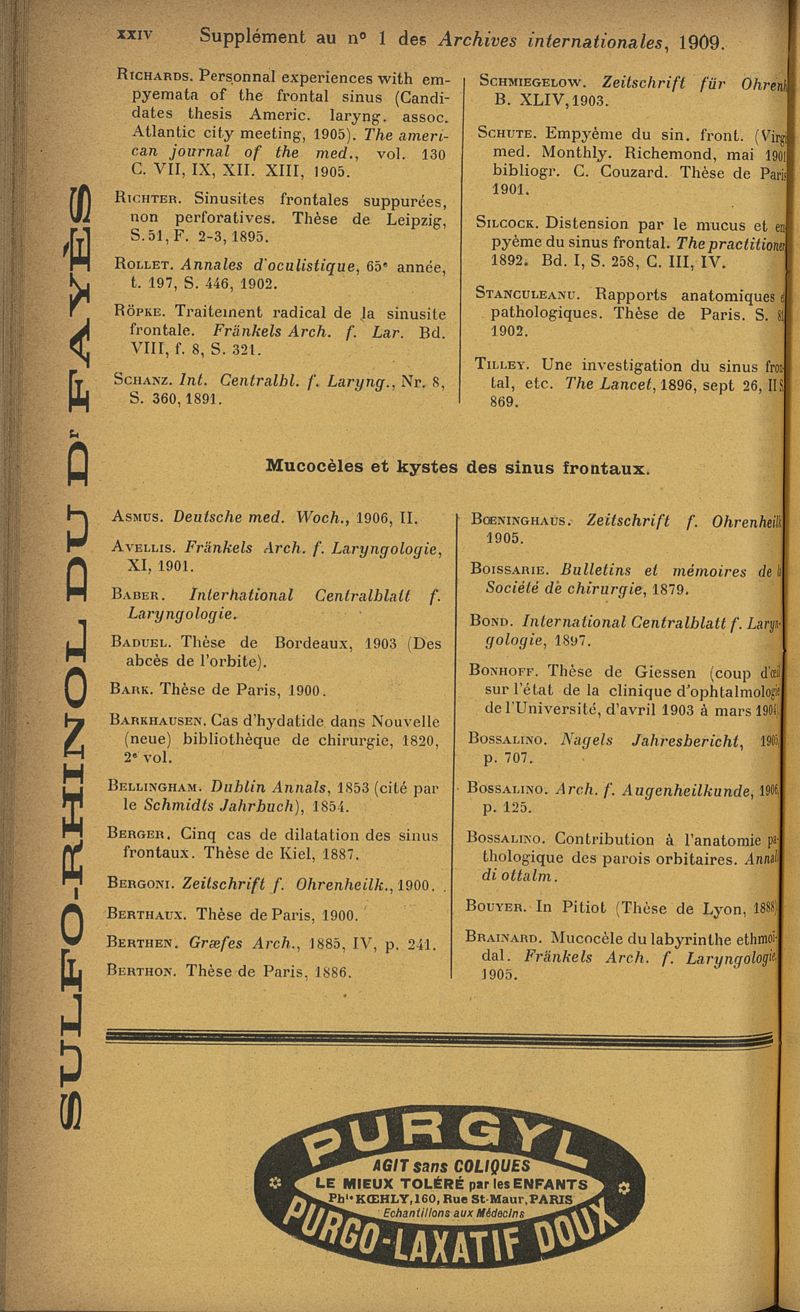 XXIV Supplément au n° 1 des Archives internationales, 1909.
RICHARDS. Personnal experiences with em-
pyemata of the frontal sinus (Candi-
dates thesis Americ. laryng. assoc.
Atlantic city meeting, 1905). The ameri-
can journal of the med., vol. 130
C. VII, IX, XII. XIII, 1905.
RICHTER. Sinusites frontales suppurées,
non perforatives. Thèse de Leipzig,
S. 51, F. 2-3, 1895.
ROLLET. Annales d'oculistique, 65e année,
t. 197, S. 446, 1902.
RÖPKE. Traitement radical de la sinusite
frontale. Fränkels Arch. f. Lar. Bd.
VIII, f. 8, S. 321.
SCHANZ. Int. Centralbl. f. Laryng., Nr. 8,
S. 360, 1891.
SCHMIEGELOW. Zeitschrift für
B. XLIV, 1903.
SCHUTE. Empyème du sin. front.
med. Monthly. Richemond, mai
bibliogr. C. Couzard. Thèse de
1901.
SILCOCK. Distension par le mucus et
pyème du sinus frontal. The
1892. Bd. I, S. 258, C. III, IV.
STANCULEANU. Rapports anatomiques
pathologiques. Thèse de Paris. S.
1902.
TILLEY. Une investigation du sinus fron-
tal, etc. The Lancet, 1896, sept 26, II S
869.
Mucocèles et kystes des sinus frontaux.
ASMUS. Deutsche med. Woch., 1906, II.
AVELLIS. Fränkels Arch. f. Laryngologie,
XI, 1901.
BABER. International Centralblatt f.
Laryngologie.
BADUEL. Thèse de Bordeaux, 1903 (Des
abcès de l'orbite).
BARK. Thèse de Paris, 1900.
BARKHAUSEN. Cas d'hydatide dans Nouvelle
(neue) bibliothèque de chirurgie, 1820,
2e vol.
BELLINGHAM. Dublin Annals, 1853 (cité par
le Schmidts Jahrbuch), 1854.
BERGER. Cinq cas de dilatation des sinus
frontaux. Thèse de Kiel, 1887.
BERGONI. Zeitschrift f. Ohrenheilk., 1900.
BERTHAUX. Thèse de Paris, 1900.
BERTHEN. Græfes Arch., 1885, IV, p. 241.
BERTHON. Thèse de Paris, 1886.
BŒNINGHAUS. Zeitschrift f.
1905.
BOISSARIE. Bulletins et mémoires de
Société de chirurgie, 1879.
BOND. International Centralblatt f. Laryn-
gologie, 1897.
BONHOFF. Thèse de Giessen (coup d'œil
sur l'état de la clinique d'ophtalmologie
de l'Université, d'avril 1903 à mars 1904).
BOSSALINO. Nagels Jahresbericht,
p. 707.
BOSSALINO. Arch. f. Augenheilkunde, 1906,
p. 125.
BOSSALINO. Contribution à l'anatomie pa-
thologique des parois orbitaires. Annali
di ottalm.
BOUYER. In Pitiot (Thèse de Lyon, 1888)
BRAINARD. Mucocèle du labyrinthe ethmoï-
dal. Fränkels Arch. f. Laryngologie,
1905.
SULFO-RHINOL DU Dr FAYÈS
PURGYL
AGIT sans COLIQUES
LE MIEUX TOLÉRÉ par les ENFANTS
Phie KŒHLY, 160, Rue St-Maur, PARIS
Echantillons aux Médecins
PURGO-LAXATIF DOUX